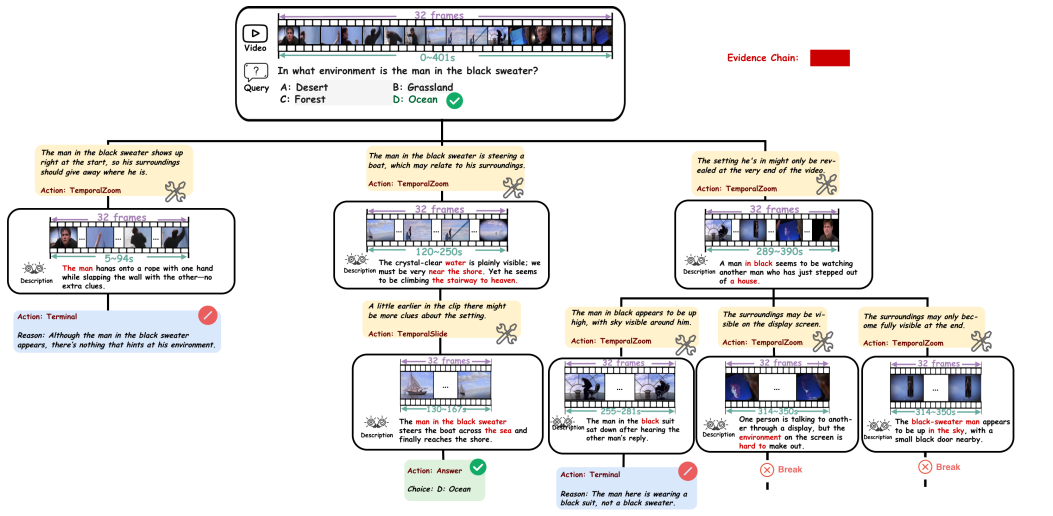 32 frames
Video
0~401s
Evidence Chain:
?
Query
In what environment is the man in the black sweater?
A: Desert
B: Grassland
C: Forest
D: Ocean
The man in the black sweater shows up
right at the start, so his surroundings
should give away where he is.
Action: TemporalZoom
32 frames
...
...
5~94s
Description
The man hangs onto a rope with one hand
while slapping the wall with the other—no
extra clues.
Action: Terminal
Reason: Although the man in the black sweater
appears, there's nothing that hints at his environment.
The man in the black sweater is steering a
boat, which may relate to his surroundings.
Action: TemporalZoom
32 frames
...
...
120~250s
Description
The crystal-clear water is plainly visible; we
must be very near the shore. Yet he seems
to be climbing the stairway to heaven.
A little earlier in the clip there might
be more clues about the setting.
Action: TemporalSlide
32 frames
...
130~167s
Description
The man in the black sweater
steers the boat across the sea and
finally reaches the shore.
Action: Answer
Choice: D: Ocean
The setting he's in might only be rev-
ealed at the very end of the video.
Action: TemporalZoom
32 frames
...
...
289~390s
Description
A man in black seems to be watching
another man who has just stepped out
of a house.
The man in black appears to be up
high, with sky visible around him.
Action: TemporalZoom
32 frames
...
255~281s
Description
The man in the black suit
sat down after hearing the
other man's reply.
Action: Terminal
Reason: The man here is wearing a
black suit, not a black sweater.
The surroundings may be vi-
sible on the display screen.
Action: TemporalZoom
32 frames
...
314~350s
Description
One person is talking to anoth-
er through a display, but the
environment on the screen is
hard to make out.
Break
The surroundings may only bec-
ome fully visible at the end.
Action: TemporalZoom
32 frames
...
314~350s
Description
The black-sweater man appears
to be up in the sky, with a
small black door nearby.
Break